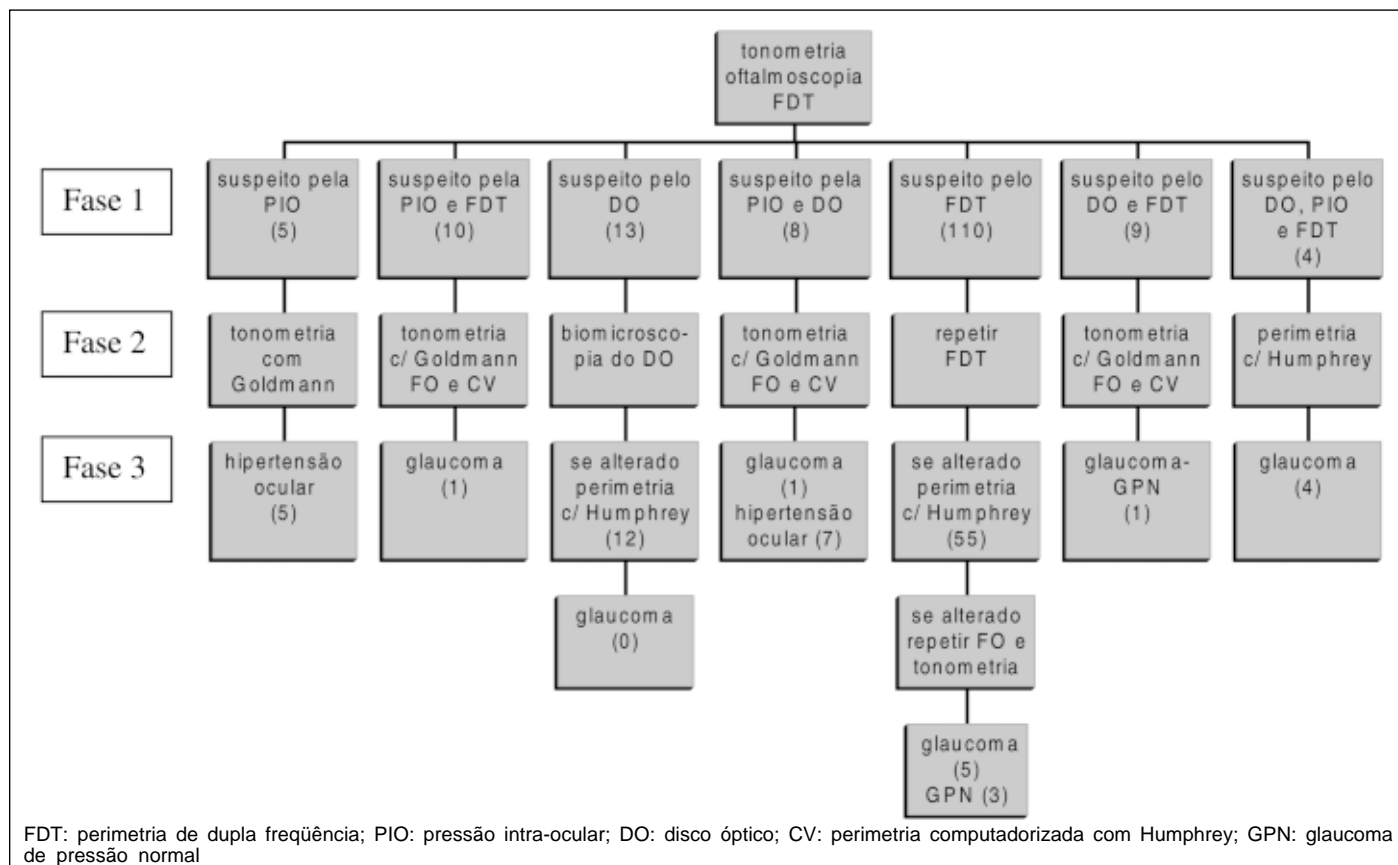 tonometria
oftalmoscopia
FDT
Fase 1
suspeito pela
PIO
(5)
suspeito pela
PIO e FDT
(10)
suspeito pelo
DO
(13)
suspeito pela
PIO e DO
(8)
suspeito pelo
FDT
(110)
suspeito pelo
DO e FDT
(9)
suspeito pelo
DO, PIO
e FDT
(4)
Fase 2
tonometria
com
Goldmann
tonometria
c/ Goldmann
FO e CV
biomicrosco-
pia do DO
tonometria
c/ Goldmann
FO e CV
repetir
FDT
tonometria
c/ Goldmann
FO e CV
perimetria
c/ Humphrey
Fase 3
hipertensão
ocular
(5)
glaucoma
(1)
se alterado
perimetria
c/ Humphrey
(12)
glaucoma
(1)
hipertensão
ocular (7)
se alterado
perimetria
c/ Humphrey
(55)
glaucoma-
GPN
(1)
glaucoma
(4)
glaucoma
(0)
se alterado
repetir FO e
tonometria
glaucoma
(5)
GPN (3)
FDT: perimetria de dupla freqüência; PIO: pressão intra-ocular; DO: disco óptico; CV: perimetria computadorizada com Humphrey; GPN: glaucoma
de pressão normal